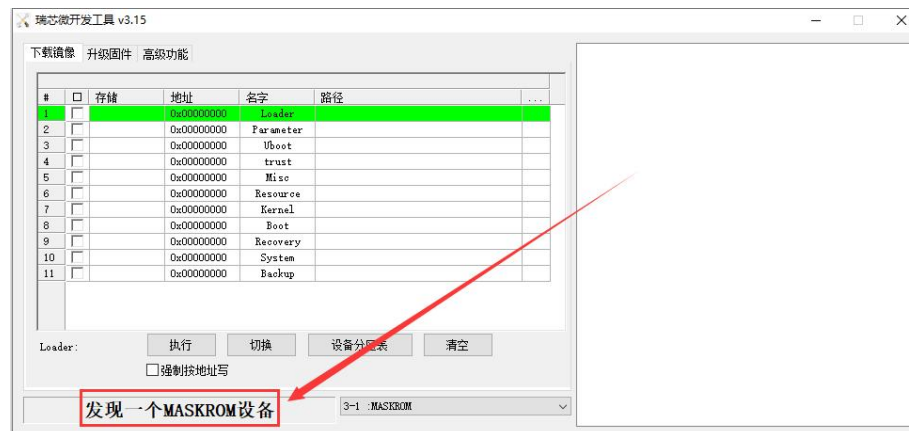 瑞芯微开发工具 v3.15
下载镜像 升级固件 高级功能
# 存储 地址 名字 路径 ...
1 0x00000000 Loader
2 0x00000000 Parameter
3 0x00000000 Uboot
4 0x00000000 trust
5 0x00000000 Misc
6 0x00000000 Resource
7 0x00000000 Kernel
8 0x00000000 Boot
9 0x00000000 Recovery
10 0x00000000 System
11 0x00000000 Backup
Loader: 执行 切换 设备分区表 清空
强制按地址写
发现一个MASKROM设备 3-1 :MASKROM